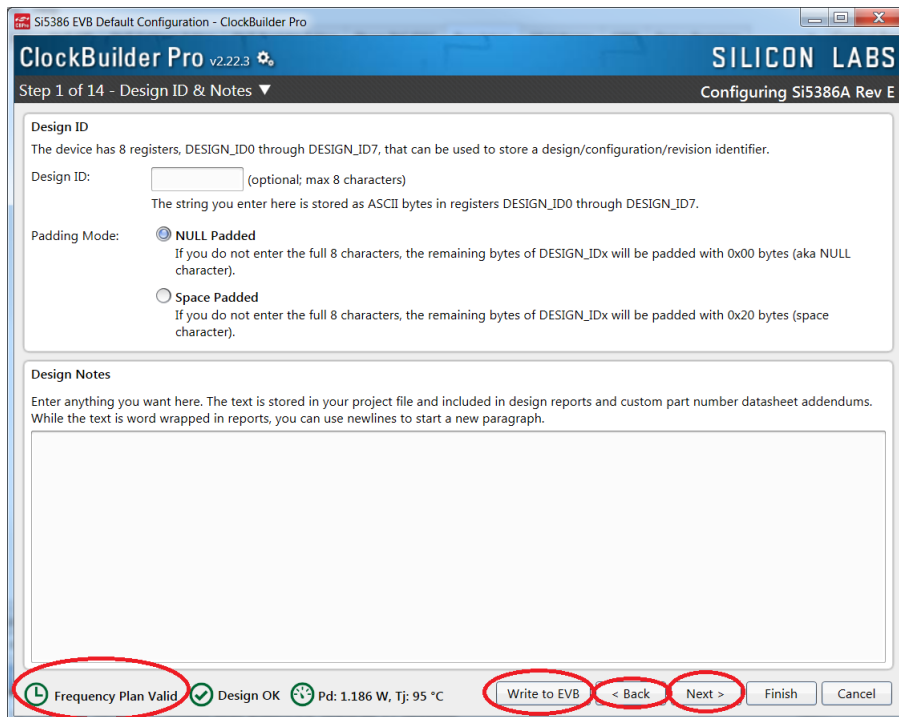 Si5386 EVB Default Configuration - ClockBuilder Pro
ClockBuilder Pro v2.22.3
SILICON LABS
Step 1 of 14 - Design ID & Notes ▼
Configuring Si5386A Rev E
Design ID
The device has 8 registers, DESIGN_ID0 through DESIGN_ID7, that can be used to store a design/configuration/revision identifier.
Design ID:
(optional; max 8 characters)
The string you enter here is stored as ASCII bytes in registers DESIGN_ID0 through DESIGN_ID7.
Padding Mode:
NULL Padded
If you do not enter the full 8 characters, the remaining bytes of DESIGN_IDx will be padded with 0x00 bytes (aka NULL
character).
Space Padded
If you do not enter the full 8 characters, the remaining bytes of DESIGN_IDx will be padded with 0x20 bytes (space
character).
Design Notes
Enter anything you want here. The text is stored in your project file and included in design reports and custom part number datasheet addendums.
While the text is word wrapped in reports, you can use newlines to start a new paragraph.
Frequency Plan Valid
Design OK
Pd: 1.186 W, Tj: 95 °C
Write to EVB
< Back
Next >
Finish
Cancel